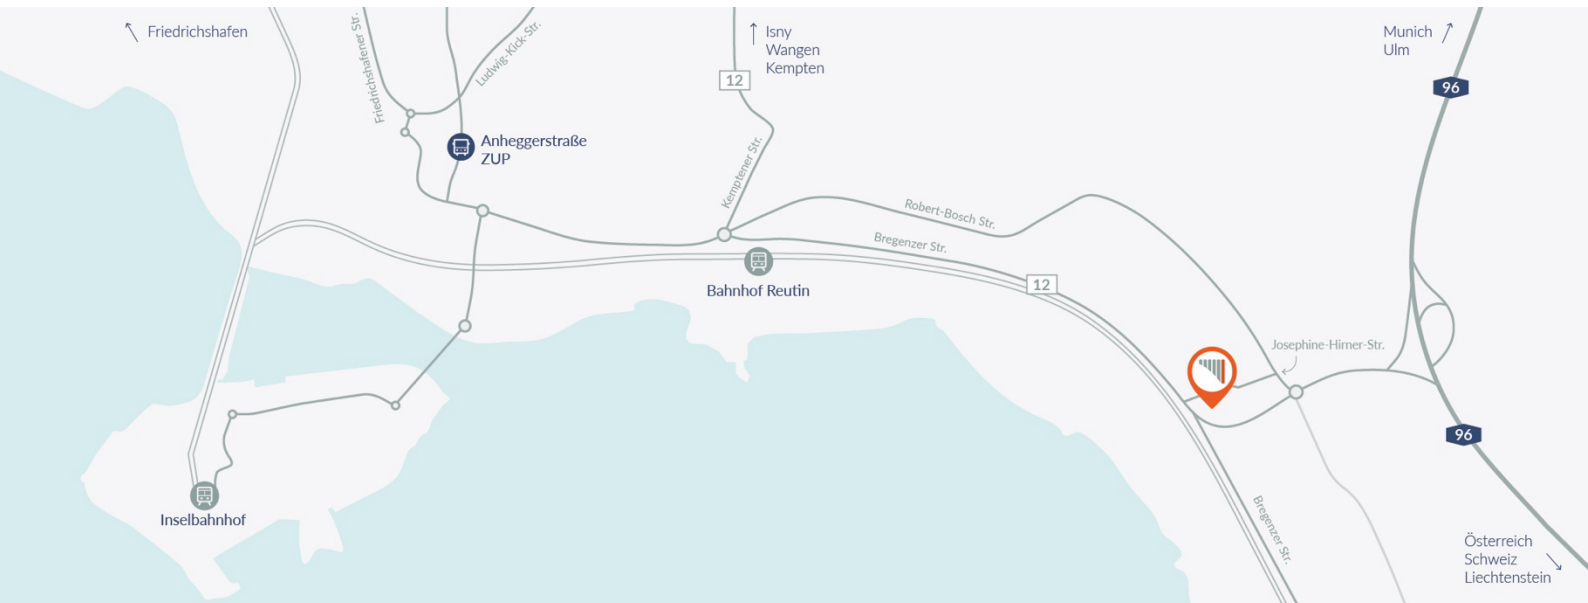 Friedrichshafen
Friedrichshafener Str.
Ludwig-Kick-Str.
Isny
Wangen
Kempten
12
Munich
Ulm
96
Anheggerstraße
ZUP
Kemptener Str.
Robert-Bosch Str.
Bregenzer Str.
Bahnhof Reutin
12
Josephine-Hirner-Str.
96
Inselbahnhof
Bregenzer Str.
Österreich
Schweiz
Liechtenstein